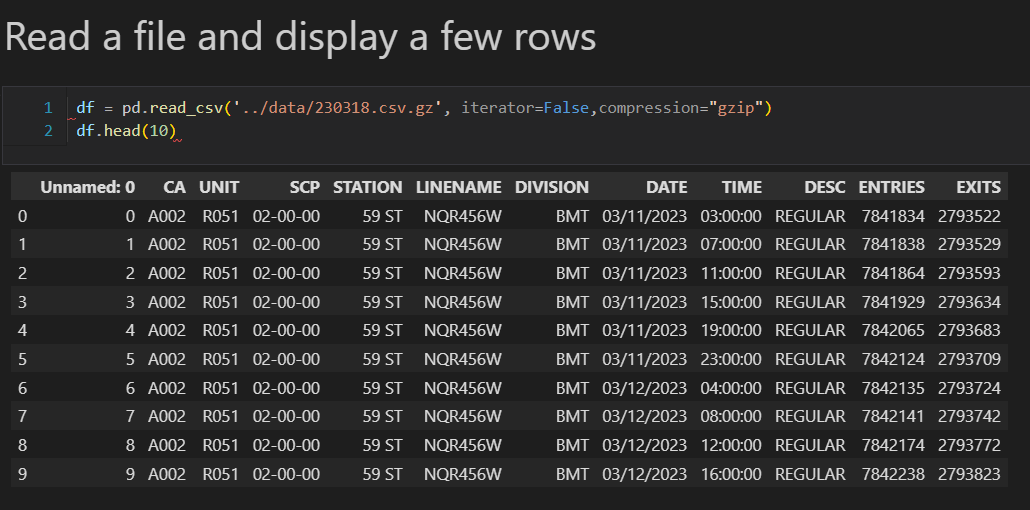 Read a file and display a few rows
1 df = pd.read_csv('../data/230318.csv.gz', iterator=False,compression="gzip")
2 df.head(10)
Unnamed: 0 CA UNIT SCP STATION LINENAME DIVISION DATE TIME DESC ENTRIES EXITS
0 0 A002 R051 02-00-00 59 ST NQR456W BMT 03/11/2023 03:00:00 REGULAR 7841834 2793522
1 1 A002 R051 02-00-00 59 ST NQR456W BMT 03/11/2023 07:00:00 REGULAR 7841838 2793529
2 2 A002 R051 02-00-00 59 ST NQR456W BMT 03/11/2023 11:00:00 REGULAR 7841864 2793593
3 3 A002 R051 02-00-00 59 ST NQR456W BMT 03/11/2023 15:00:00 REGULAR 7841929 2793634
4 4 A002 R051 02-00-00 59 ST NQR456W BMT 03/11/2023 19:00:00 REGULAR 7842065 2793683
5 5 A002 R051 02-00-00 59 ST NQR456W BMT 03/11/2023 23:00:00 REGULAR 7842124 2793709
6 6 A002 R051 02-00-00 59 ST NQR456W BMT 03/12/2023 04:00:00 REGULAR 7842135 2793724
7 7 A002 R051 02-00-00 59 ST NQR456W BMT 03/12/2023 08:00:00 REGULAR 7842141 2793742
8 8 A002 R051 02-00-00 59 ST NQR456W BMT 03/12/2023 12:00:00 REGULAR 7842174 2793772
9 9 A002 R051 02-00-00 59 ST NQR456W BMT 03/12/2023 16:00:00 REGULAR 7842238 2793823